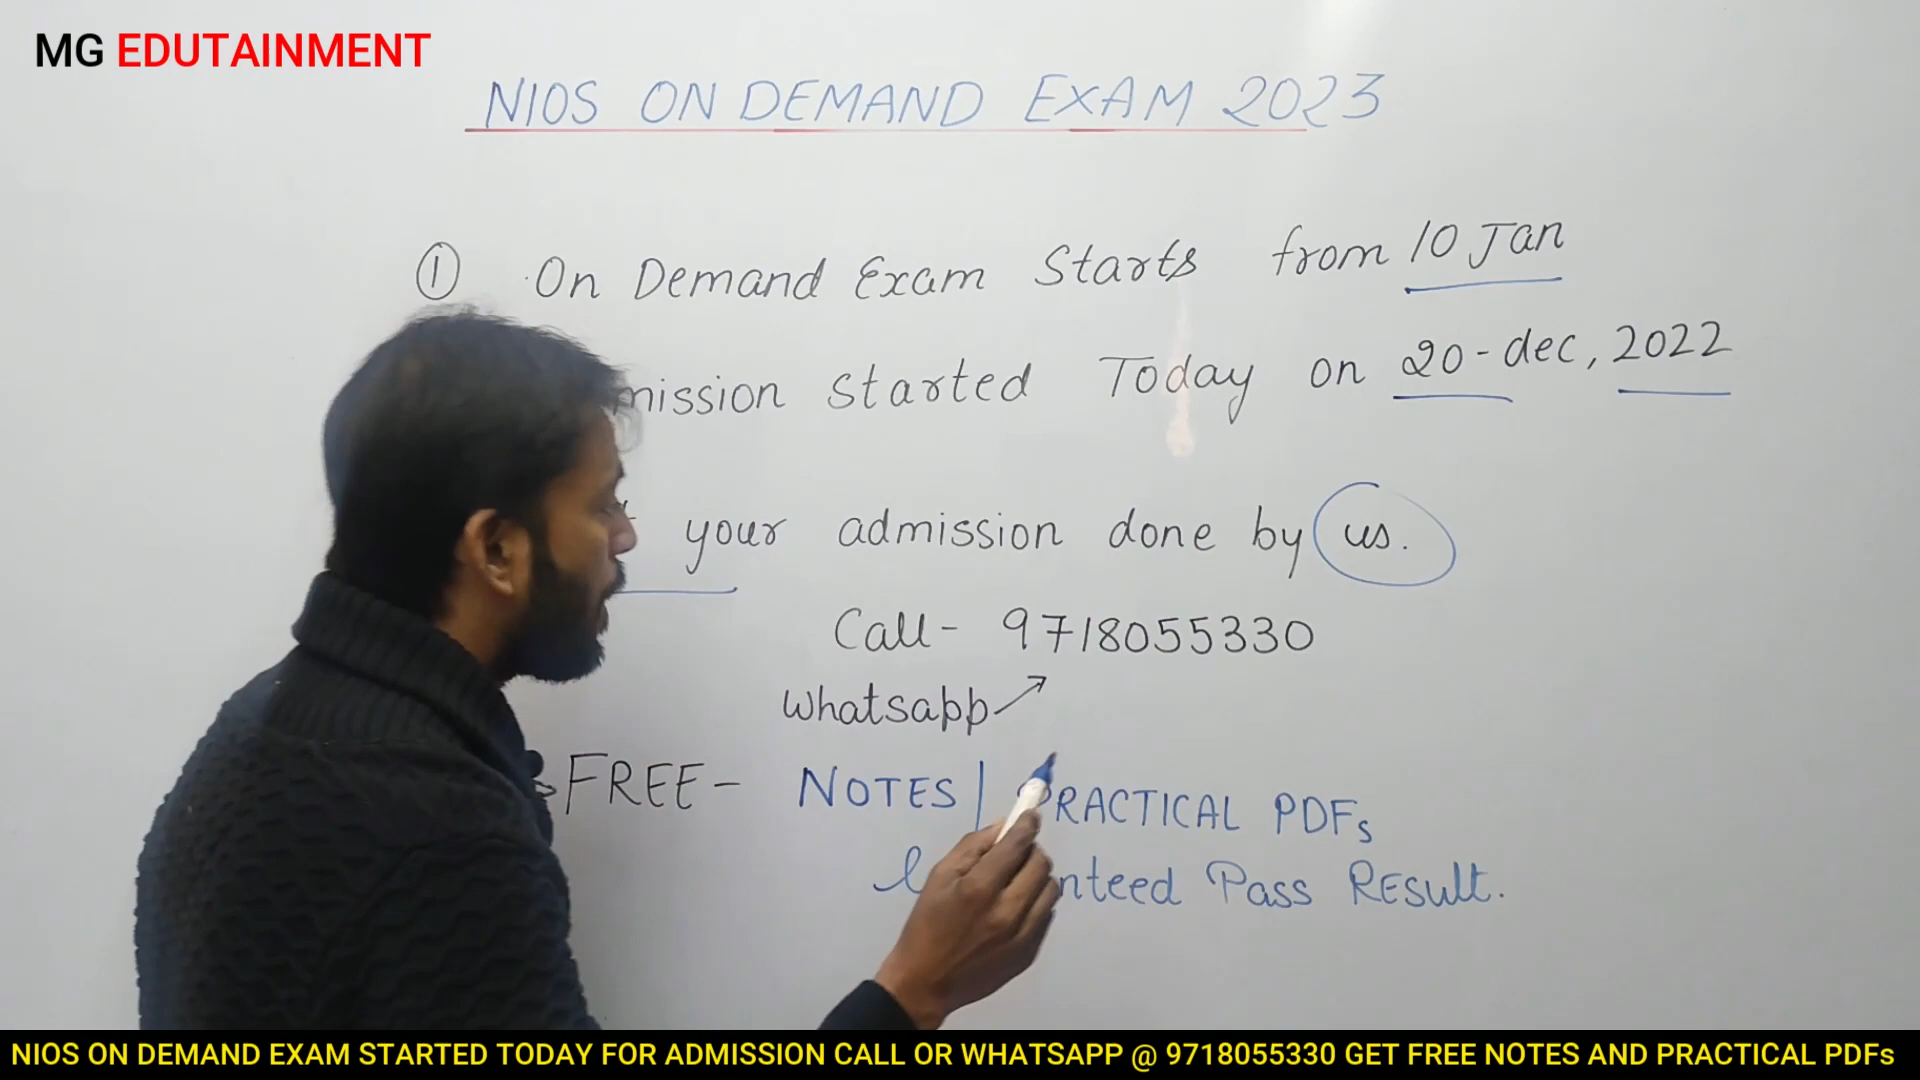 MG EDUTAINMENT
NIOS ON DEMAND EXAM 2023
① On Demand Exam Starts from 10 Jan
mission started Today on 20-dec, 2022
your admission done by us.
Call- 9718055330
Whatsapp
FREE- NOTES | PRACTICAL PDFs
nteed Pass Result.
NIOS ON DEMAND EXAM STARTED TODAY FOR ADMISSION CALL OR WHATSAPP @ 9718055330 GET FREE NOTES AND PRACTICAL PDFs